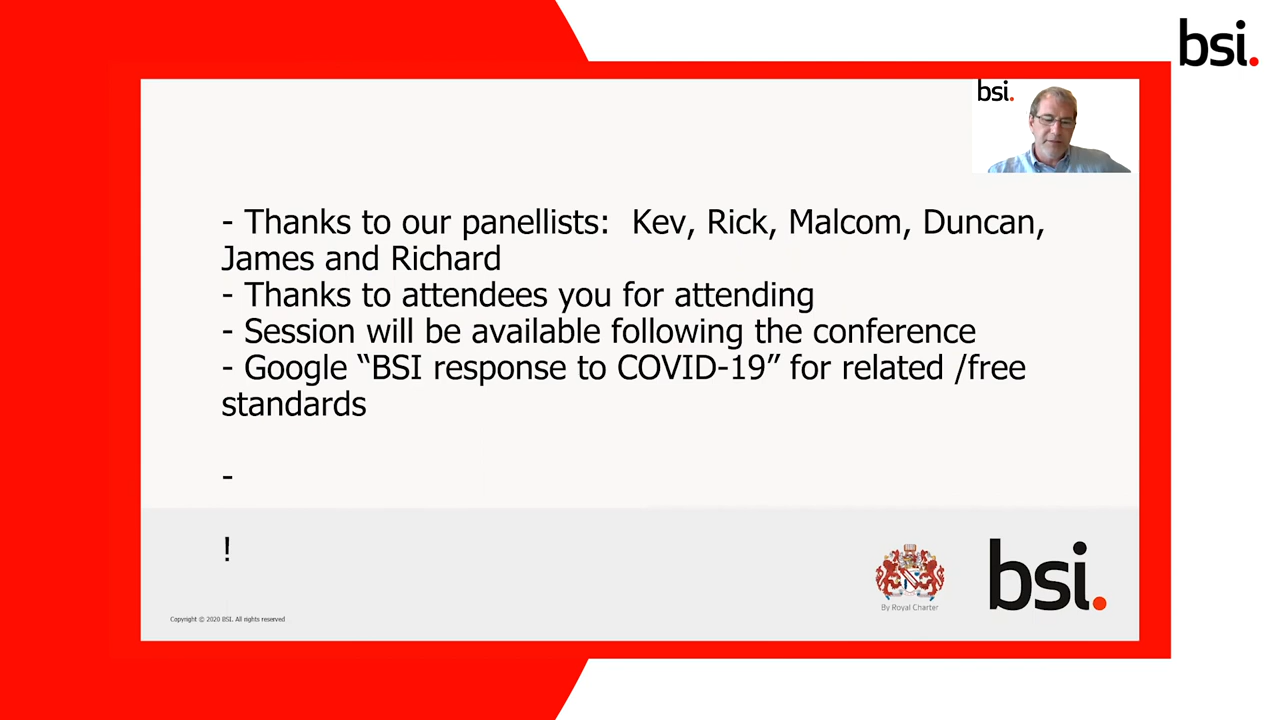 bsi.
bsi.
- Thanks to our panellists:  Kev, Rick, Malcom, Duncan,
James and Richard
- Thanks to attendees you for attending
- Session will be available following the conference
- Google “BSI response to COVID-19” for related /free
standards
-
!
By Royal Charter
bsi.
Copyright © 2020 BSI. All rights reserved